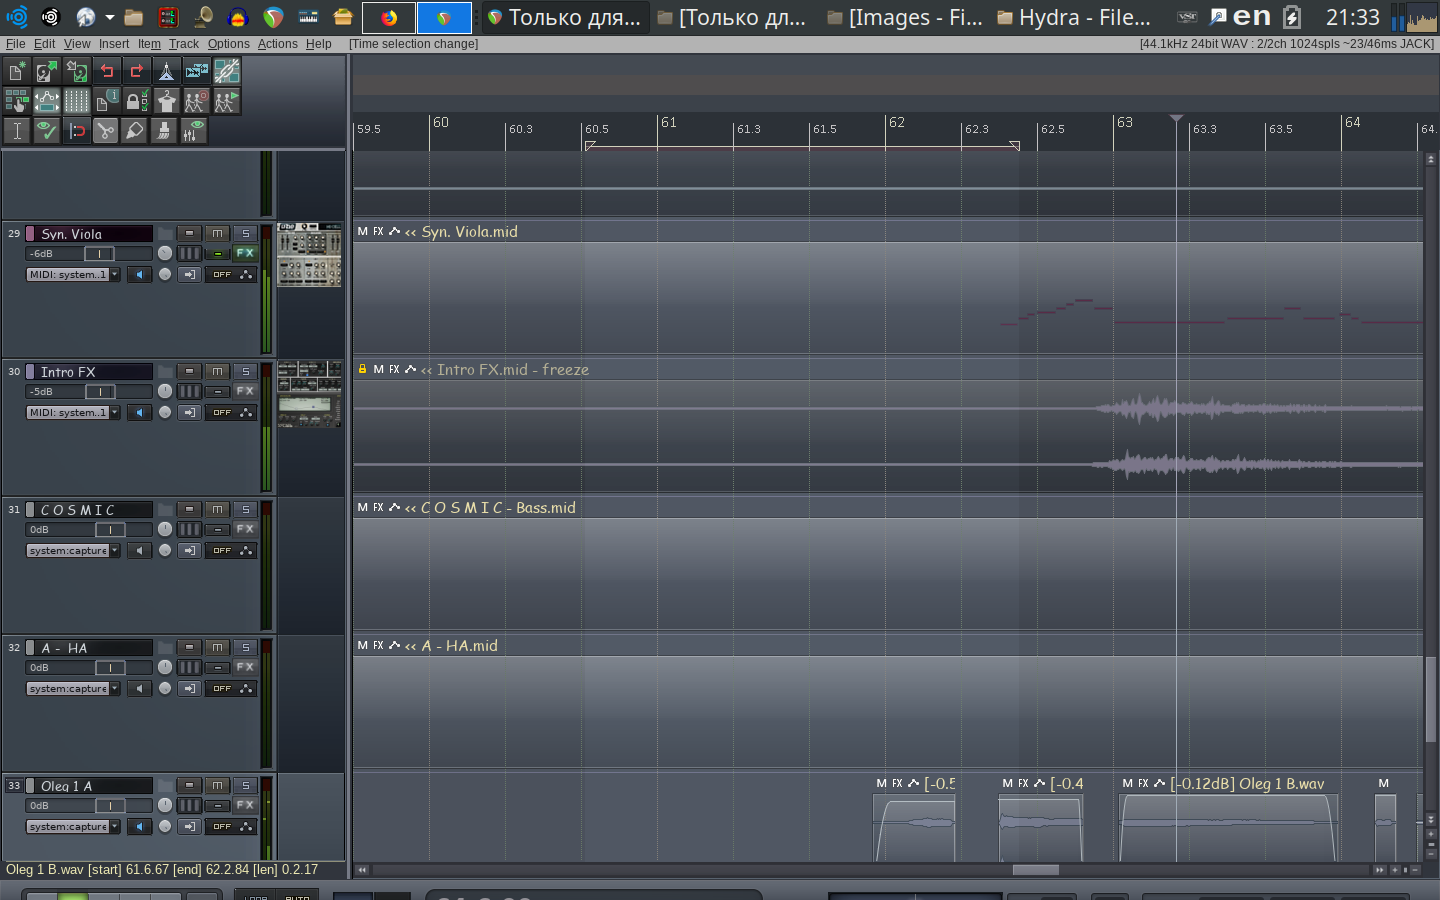 Только для...
[Только дл...
[Images - Fi...
Hydra - File...
en
21:33
File Edit View Insert Item Track Options Actions Help [Time selection change] [44.1kHz 24bit WAV : 2/2ch 1024spls ~23/46ms JACK]
59.5 60 60.3 60.5 61 61.3 61.5 62 62.3 62.5 63 63.3 63.5 64 64.
29 Syn. Viola M S
-6dB FX
MIDI: system..1 OFF
M FX << Syn. Viola.mid
30 Intro FX M S
-5dB FX
MIDI: system..1 OFF
M FX << Intro FX.mid - freeze
31 C O S M I C M S
0dB FX
system:capture OFF
M FX << C O S M I C - Bass.mid
32 A - HA M S
0dB FX
system:capture OFF
M FX << A - HA.mid
33 Oleg 1 A M S
0dB FX
system:capture OFF
M FX [-0.5
M FX [-0.4
M FX [-0.12dB] Oleg 1 B.wav
M
Oleg 1 B.wav [start] 61.6.67 [end] 62.2.84 [len] 0.2.17